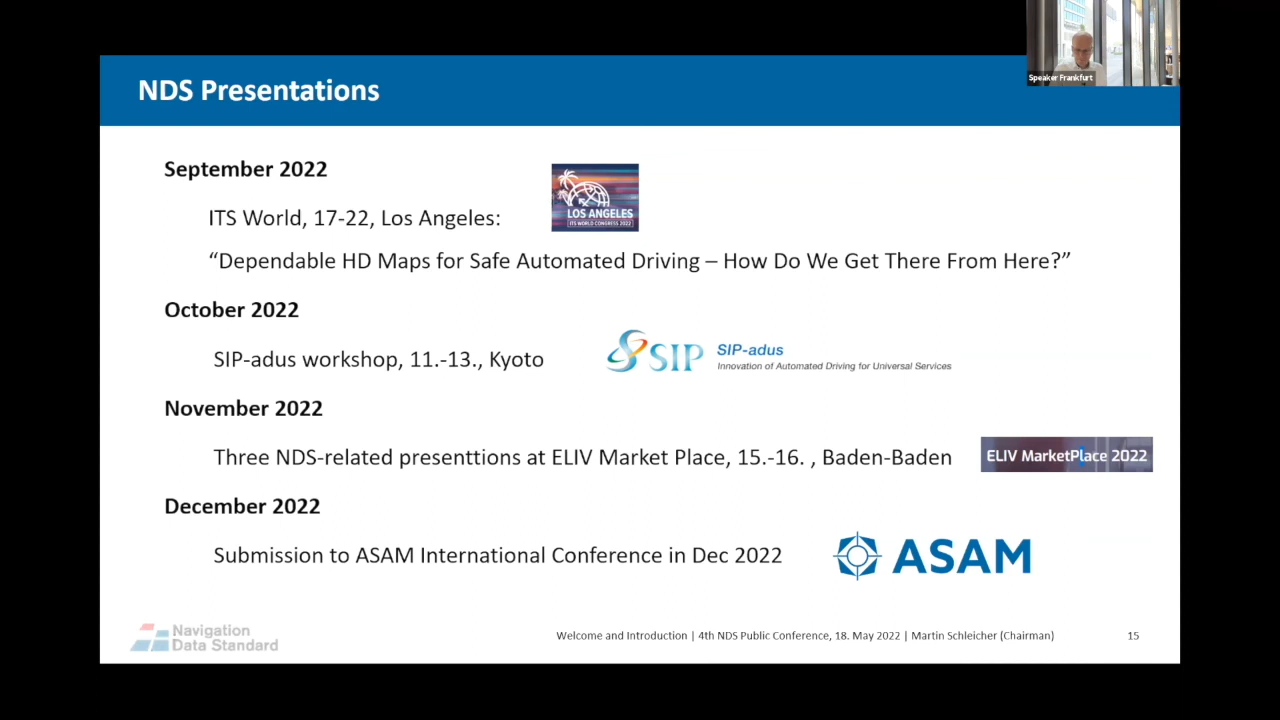 Speaker Frankfurt
NDS Presentations
September 2022
ITS World, 17-22, Los Angeles:
LOS ANGELES
ITS WORLD CONGRESS 2022
“Dependable HD Maps for Safe Automated Driving – How Do We Get There From Here?”
October 2022
SIP-adus workshop, 11.-13., Kyoto
SIP
SIP-adus
Innovation of Automated Driving for Universal Services
November 2022
Three NDS-related presenttions at ELIV Market Place, 15.-16. , Baden-Baden
ELIV MarketPlace 2022
December 2022
Submission to ASAM International Conference in Dec 2022
ASAM
Navigation
Data Standard
Welcome and Introduction | 4th NDS Public Conference, 18. May 2022 | Martin Schleicher (Chairman)
15